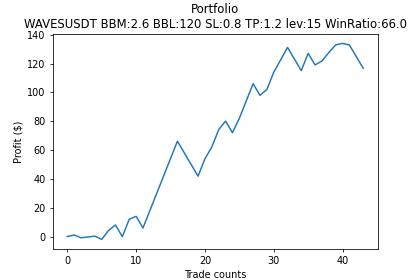 Portfolio
WAVESUSDT BBM:2.6 BBL:120 SL:0.8 TP:1.2 lev:15 WinRatio:66.0
140
120
100
80
60
40
20
0
Profit ($)
0 10 20 30 40
Trade counts